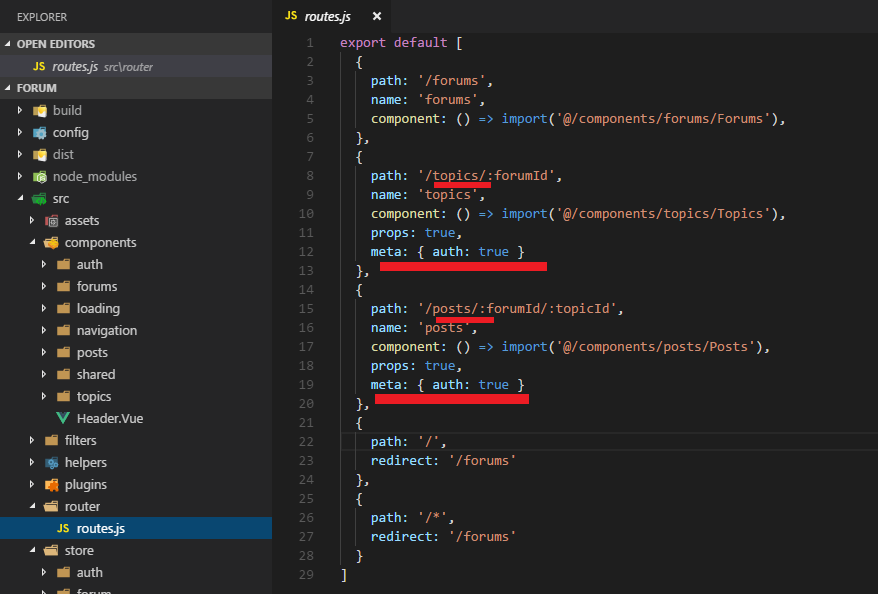 EXPLORER
OPEN EDITORS
JS routes.js src\router
FORUM
build
config
dist
node_modules
src
assets
components
auth
forums
loading
navigation
posts
shared
topics
Header.Vue
filters
helpers
plugins
router
JS routes.js
store
auth
forum
JS routes.js ×
1 export default [
2 {
3 path: '/forums',
4 name: 'forums',
5 component: () => import('@/components/forums/Forums'),
6 },
7 {
8 path: '/topics/:forumId',
9 name: 'topics',
10 component: () => import('@/components/topics/Topics'),
11 props: true,
12 meta: { auth: true }
13 },
14 {
15 path: '/posts/:forumId/:topicId',
16 name: 'posts',
17 component: () => import('@/components/posts/Posts'),
18 props: true,
19 meta: { auth: true }
20 },
21 {
22 path: '/',
23 redirect: '/forums'
24 },
25 {
26 path: '/*',
27 redirect: '/forums'
28 }
29 ]